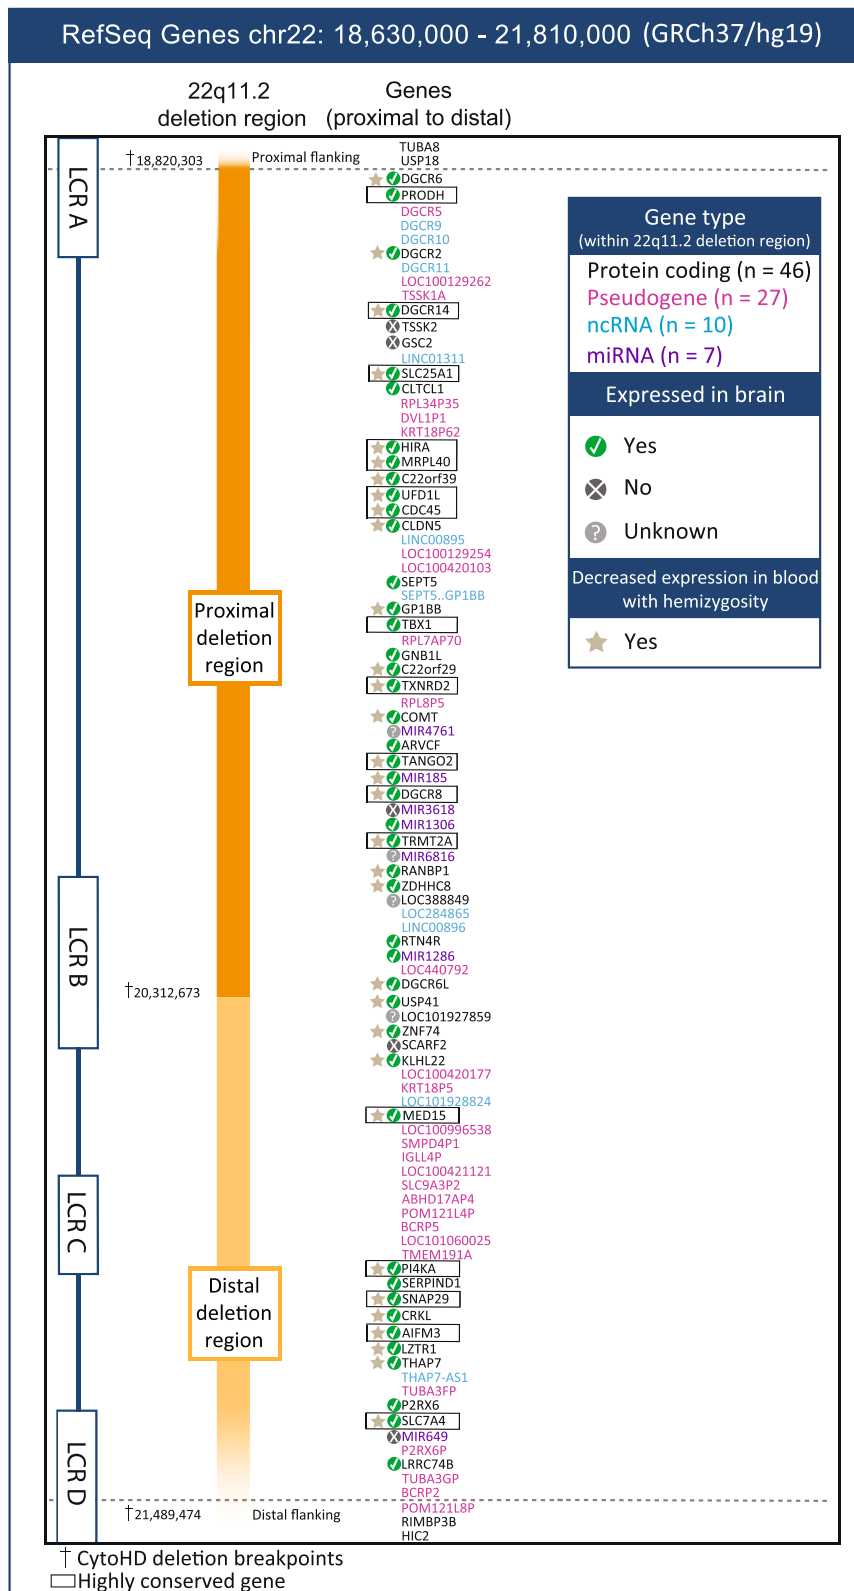 RefSeq Genes chr22: 18,630,000 - 21,810,000 (GRCh37/hg19)
22q11.2
deletion region
Genes
(proximal to distal)
LCR A
LCR B
LCR C
LCR D
†18,820,303
Proximal flanking
Proximal
deletion
region
†20,312,673
Distal
deletion
region
†21,489,474
Distal flanking
TUBA8
USP18
DGCR6
PRODH
DGCR5
DGCR9
DGCR10
DGCR2
DGCR11
LOC100129262
TSSK1A
DGCR14
TSSK2
GSC2
LINC01311
SLC25A1
CLTCL1
RPL34P35
DVL1P1
KRT18P62
HIRA
MRPL40
C22orf39
UFD1L
CDC45
CLDN5
LINC00895
LOC100129254
LOC100420103
SEPT5
SEPT5..GP1BB
GP1BB
TBX1
RPL7AP70
GNB1L
C22orf29
TXNRD2
RPL8P5
COMT
MIR4761
ARVCF
TANGO2
MIR185
DGCR8
MIR3618
MIR1306
TRMT2A
MIR6816
RANBP1
ZDHHC8
LOC388849
LOC284865
LINC00896
RTN4R
MIR1286
LOC440792
DGCR6L
USP41
LOC101927859
ZNF74
SCARF2
KLHL22
LOC100420177
KRT18P5
LOC101928824
MED15
LOC100996538
SMPD4P1
IGLL4P
LOC100421121
SLC9A3P2
ABHD17AP4
POM121L4P
BCRP5
LOC101060025
TMEM191A
PI4KA
SERPIND1
SNAP29
CRKL
AIFM3
LZTR1
THAP7
THAP7-AS1
TUBA3FP
P2RX6
SLC7A4
MIR649
P2RX6P
LRRC74B
TUBA3GP
BCRP2
POM121L8P
RIMBP3B
HIC2
Gene type
(within 22q11.2 deletion region)
Protein coding (n = 46)
Pseudogene (n = 27)
ncRNA (n = 10)
miRNA (n = 7)
Expressed in brain
Yes
No
? Unknown
Decreased expression in blood
with hemizygosity
Yes
† CytoHD deletion breakpoints
Highly conserved gene